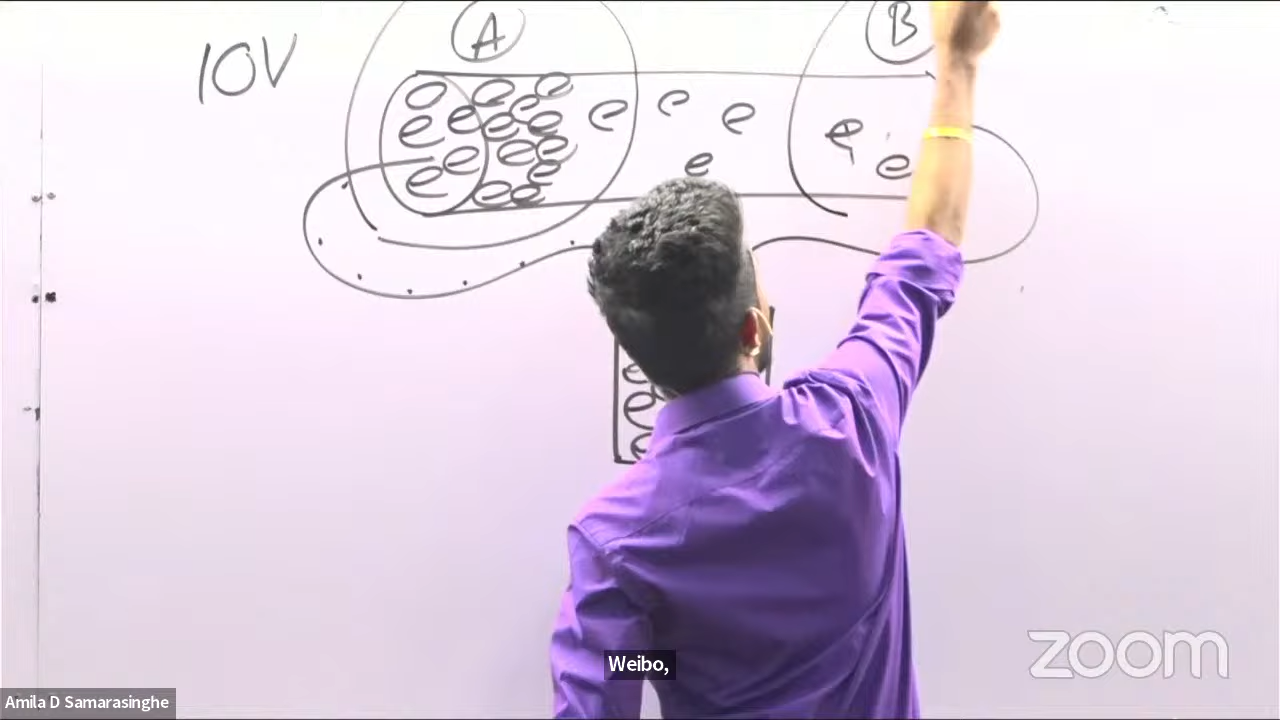 10V
A
B
e e e e
e e e e e e e
e e e e e e
e e e e e
e
e
e
Weibo,
zoom
Amila D Samarasinghe